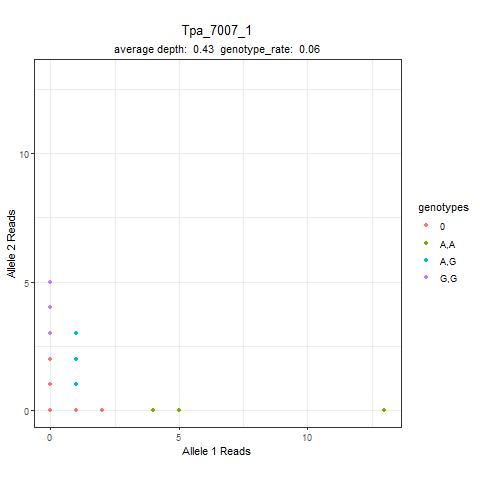 Tpa_7007_1
average depth:  0.43  genotype_rate:  0.06
10
5
0
Allele 2 Reads
0
5
10
Allele 1 Reads
genotypes
0
A,A
A,G
G,G